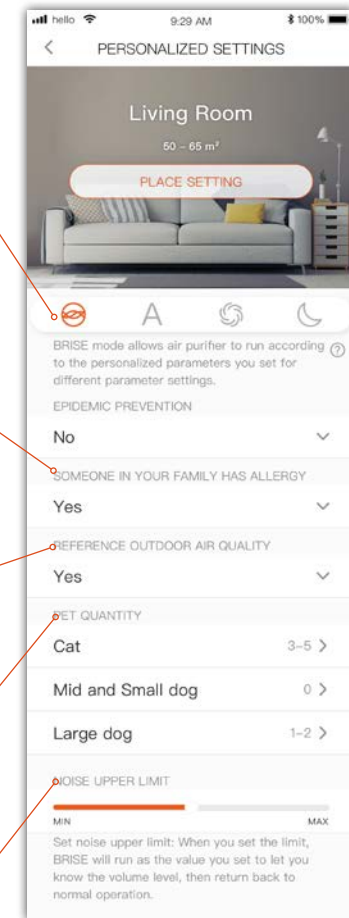 hello 9:29 AM 100%
PERSONALIZED SETTINGS
Living Room
50 – 65 m²
PLACE SETTING
A
BRISE mode allows air purifier to run according ?
to the personalized parameters you set for
different parameter settings.
EPIDEMIC PREVENTION
No
SOMEONE IN YOUR FAMILY HAS ALLERGY
Yes
REFERENCE OUTDOOR AIR QUALITY
Yes
PET QUANTITY
Cat 3–5
Mid and Small dog 0
Large dog 1–2
NOISE UPPER LIMIT
MIN MAX
Set noise upper limit: When you set the limit,
BRISE will run as the value you set to let you
know the volume level, then return back to
normal operation.